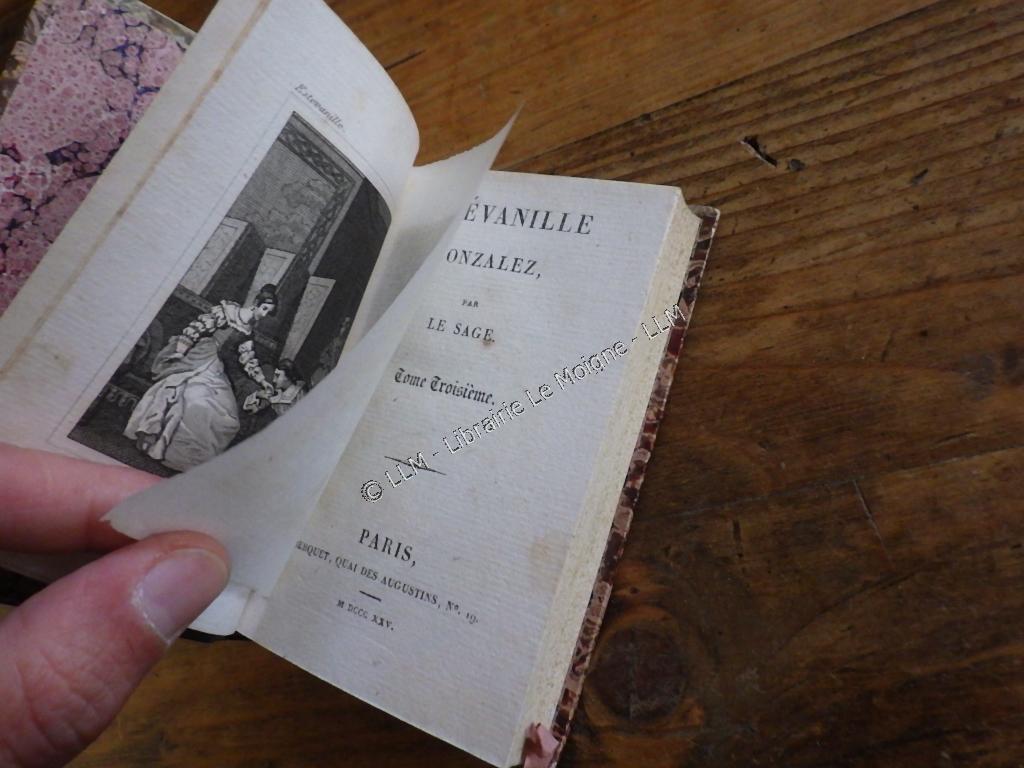 Estevanille.
ÉVANILLE
ONZALEZ,
PAR
LE SAGE.
Tome Troisième.
© LLM - Librairie Le Moigne - LLM
PARIS,
QUAI DES AUGUSTINS, Nº. 19.
M DCCC XXV.